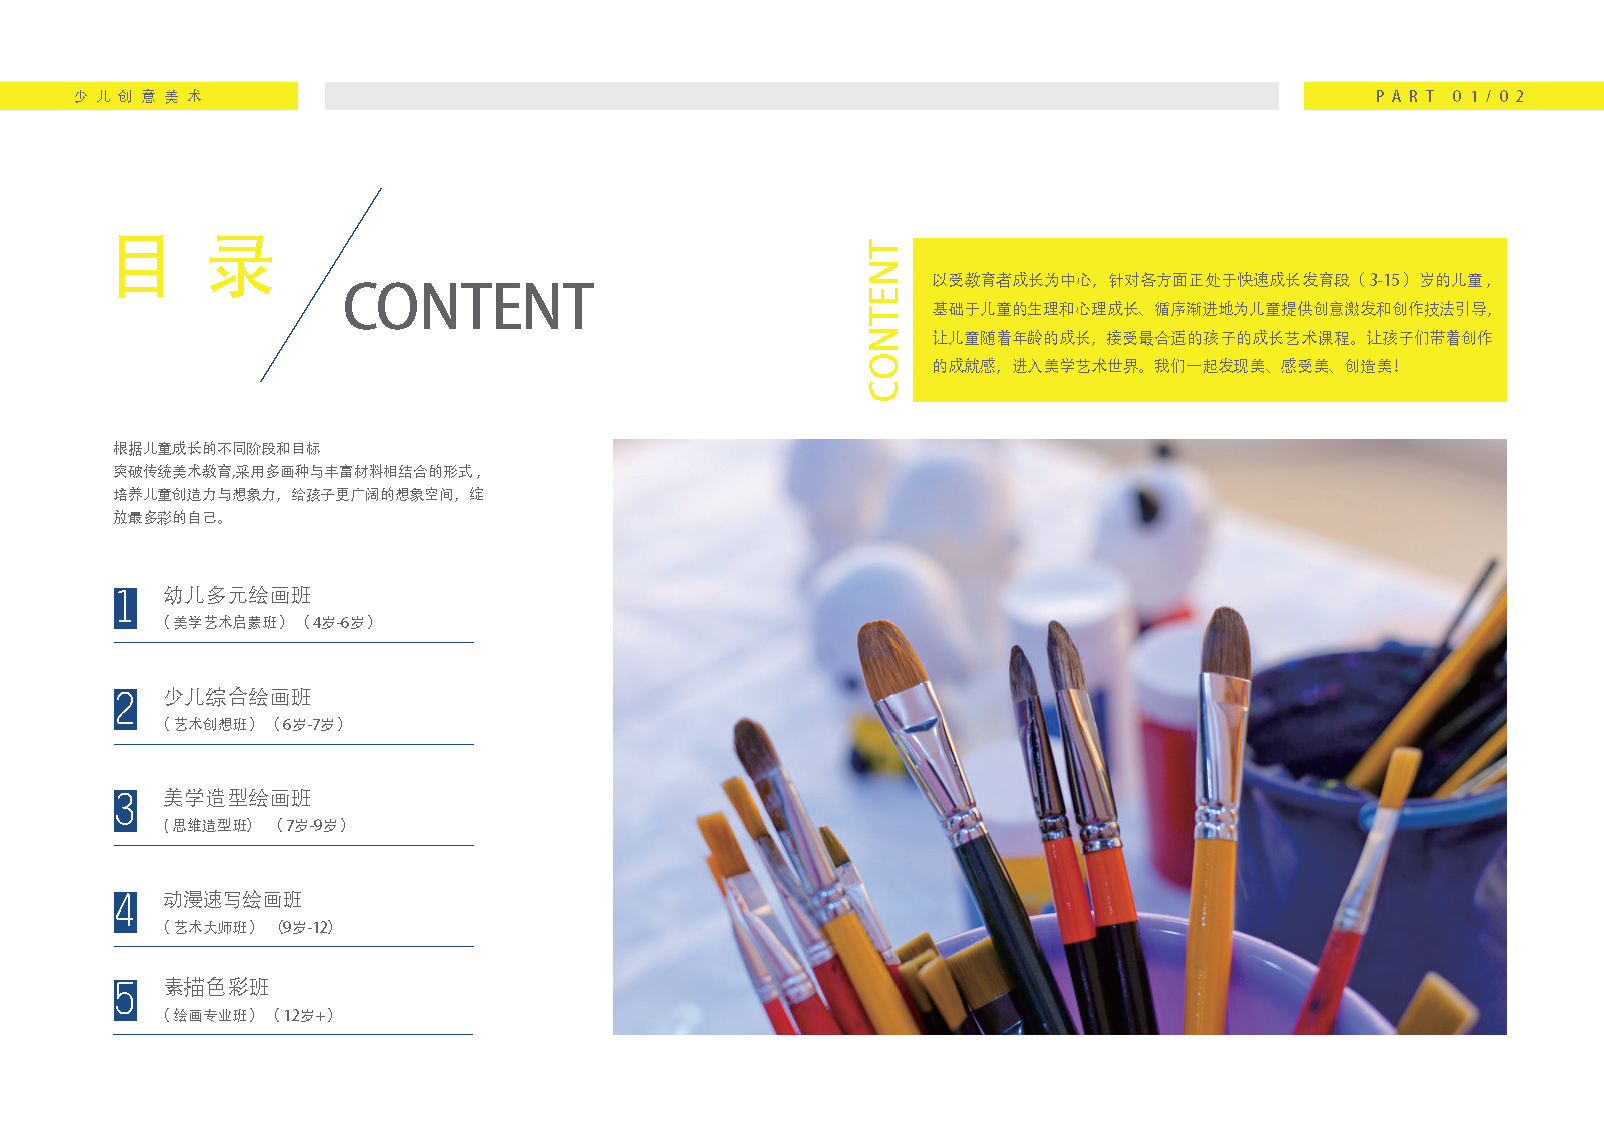 少儿创意美术
PART 01/02
目 录
CONTENT
CONTENT
以受教育者成长为中心，针对各方面正处于快速成长发育段（3-15）岁的儿童，
基础于儿童的生理和心理成长、循序渐进地为儿童提供创意激发和创作技法引导，
让儿童随着年龄的成长，接受最合适的孩子的成长艺术课程。让孩子们带着创作
的成就感，进入美学艺术世界。我们一起发现美、感受美、创造美！
根据儿童成长的不同阶段和目标
突破传统美术教育,采用多画种与丰富材料相结合的形式，
培养儿童创造力与想象力，给孩子更广阔的想象空间，绽
放最多彩的自己。
1 幼儿多元绘画班
（美学艺术启蒙班）（4岁-6岁）
2 少儿综合绘画班
（艺术创想班）（6岁-7岁）
3 美学造型绘画班
(思维造型班) （7岁-9岁）
4 动漫速写绘画班
（艺术大师班） (9岁-12)
5 素描色彩班
（绘画专业班）（12岁+）